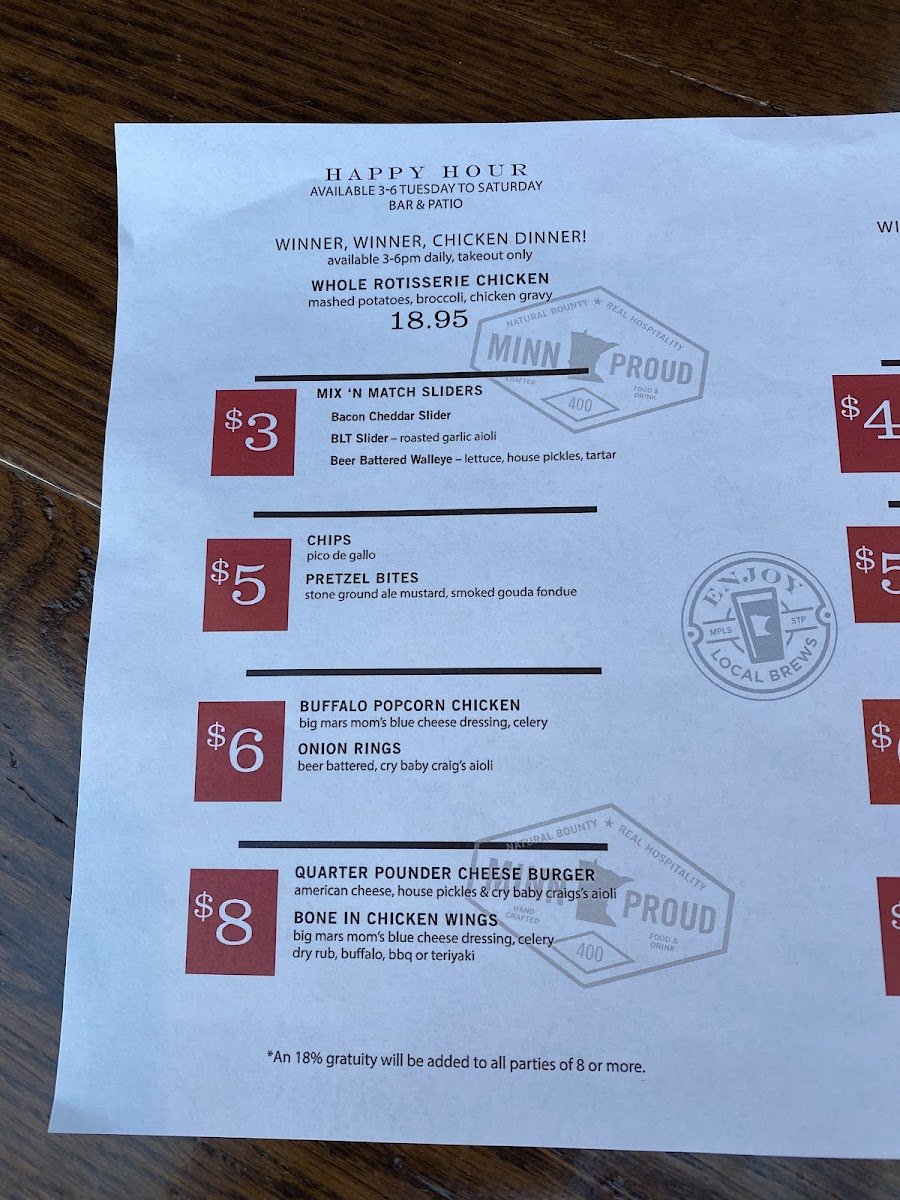 HAPPY HOUR
AVAILABLE 3-6 TUESDAY TO SATURDAY
BAR & PATIO
WINNER, WINNER, CHICKEN DINNER!
available 3-6pm daily, takeout only
WHOLE ROTISSERIE CHICKEN
mashed potatoes, broccoli, chicken gravy
18.95
NATURAL BOUNTY ★ REAL HOSPITALITY
MINN PROUD
CRAFTED
FOOD & DRINK
400
$3
MIX 'N MATCH SLIDERS
Bacon Cheddar Slider
BLT Slider – roasted garlic aioli
Beer Battered Walleye – lettuce, house pickles, tartar
$5
CHIPS
pico de gallo
PRETZEL BITES
stone ground ale mustard, smoked gouda fondue
ENJOY
MPLS STP
LOCAL BREWS
$6
BUFFALO POPCORN CHICKEN
big mars mom's blue cheese dressing, celery
ONION RINGS
beer battered, cry baby craig's aioli
$8
QUARTER POUNDER CHEESE BURGER
american cheese, house pickles & cry baby craigs's aioli
BONE IN CHICKEN WINGS
big mars mom's blue cheese dressing, celery
dry rub, buffalo, bbq or teriyaki
NATURAL BOUNTY ★ REAL HOSPITALITY
MINN PROUD
HAND CRAFTED
FOOD & DRINK
400
*An 18% gratuity will be added to all parties of 8 or more.
WI
$4
$5
$
$